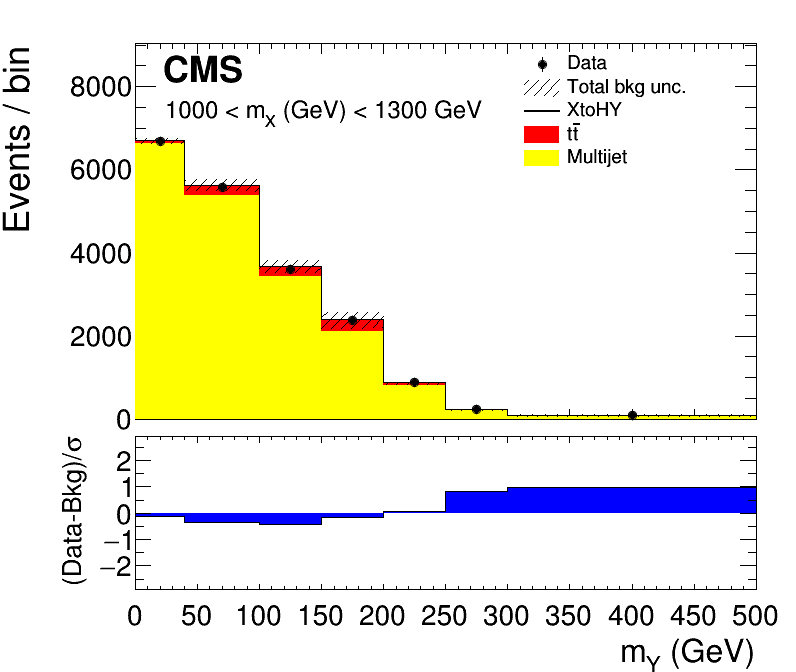 CMS
1000 < mX (GeV) < 1300 GeV
Data
Total bkg unc.
XtoHY
tt̄
Multijet
Events / bin
8000
6000
4000
2000
0
(Data-Bkg)/σ
2
1
0
−1
−2
0 50 100 150 200 250 300 350 400 450 500
mY (GeV)